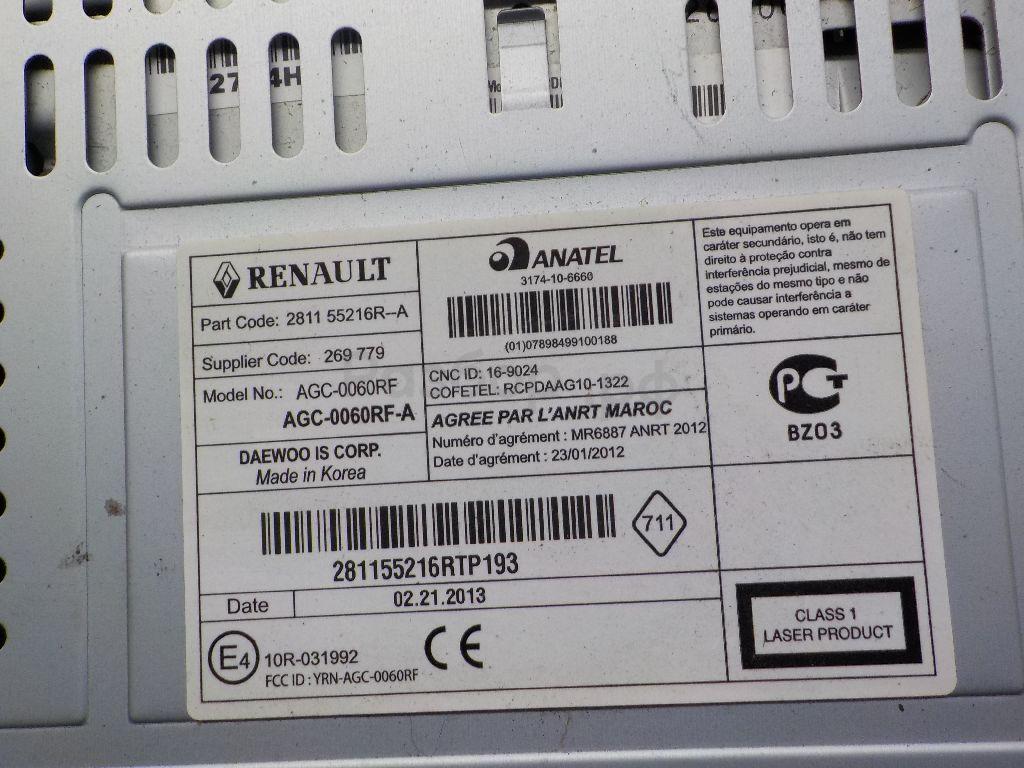 27
4H
RENAULT
Part Code: 2811 55216R--A
Supplier Code: 269 779
Model No.: AGC-0060RF
AGC-0060RF-A
DAEWOO IS CORP.
Made in Korea
ANATEL
3174-10-6660
(01)07898499100188
CNC ID: 16-9024
COFETEL: RCPDAAG10-1322
AGREE PAR L'ANRT MAROC
Numéro d'agrément : MR6887 ANRT 2012
Date d'agrément : 23/01/2012
Este equipamento opera em
caráter secundário, isto é, não tem
direito à proteção contra
interferência prejudicial, mesmo de
estações do mesmo tipo e não
pode causar interferência a
sistemas operando em caráter
primário.
PCT
BZ03
281155216RTP193
711
Date 02.21.2013
E4 10R-031992
FCC ID : YRN-AGC-0060RF
CE
CLASS 1
LASER PRODUCT